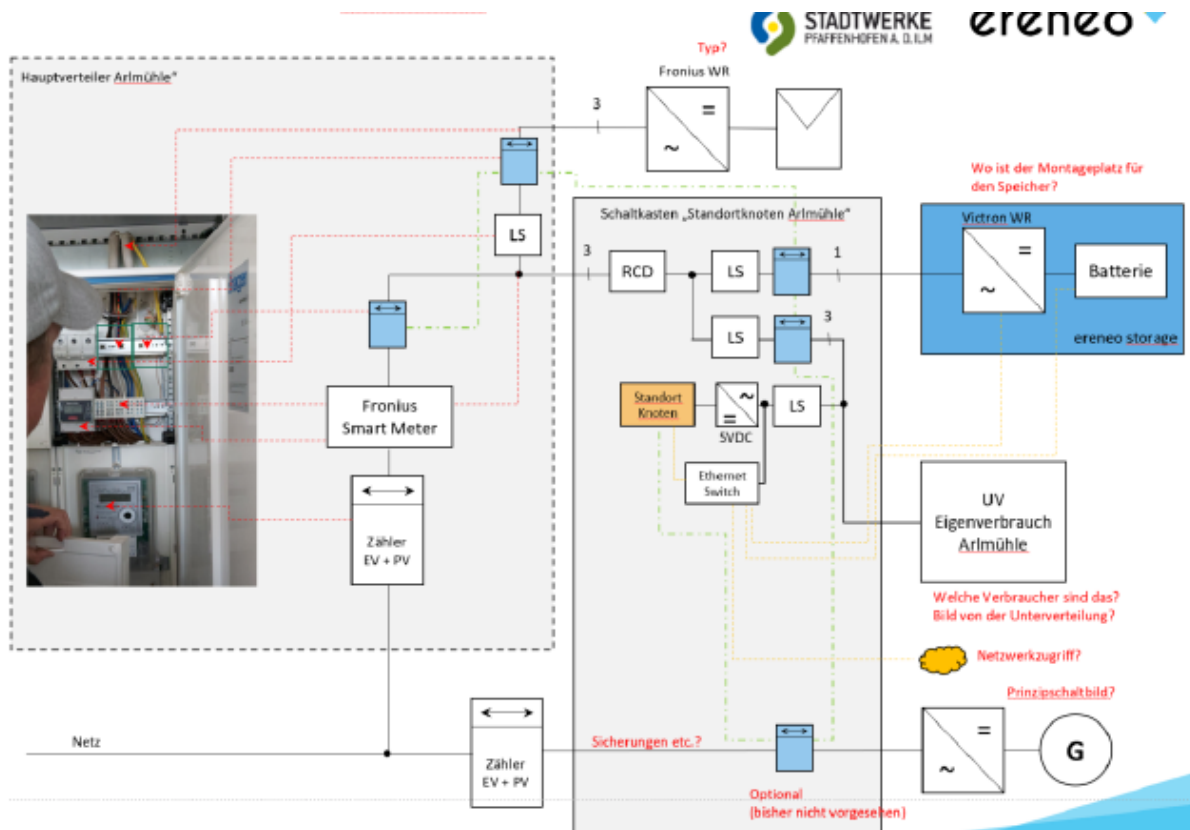 STADTWERKE
PFAFFENHOFEN A. D. ILM
ereneo
Hauptverteiler Arlmühle“
Typ?
Fronius WR
3
=
~
Wo ist der Montageplatz für
den Speicher?
Schaltkasten „Standortknoten Arlmühle“
Victron WR
LS
3
RCD
LS
1
=
~
Batterie
LS
3
ereneo storage
Fronius
Smart Meter
Standort
Knoten
~
=
5VDC
LS
Ethernet
Switch
Zähler
EV + PV
UV
Eigenverbrauch
Arlmühle
Welche Verbraucher sind das?
Bild von der Unterverteilung?
Netzwerkzugriff?
Prinzipschaltbild?
Netz
Zähler
EV + PV
Sicherungen etc.?
=
~
G
Optional
(bisher nicht vorgesehen)